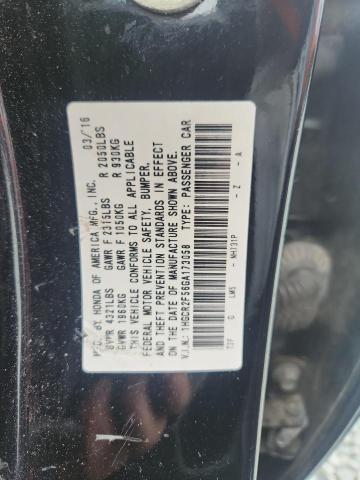 MFD. BY HONDA OF AMERICA MFG., INC. 03/16
GVWR 4321LBS GAWR F 2315LBS R 2050LBS
GVWR 1960KG GAWR F 1050KG R 930KG
THIS VEHICLE CONFORMS TO ALL APPLICABLE
FEDERAL MOTOR VEHICLE SAFETY, BUMPER,
AND THEFT PREVENTION STANDARDS IN EFFECT
ON THE DATE OF MANUFACTURE SHOWN ABOVE.
V.I.N.: 1HGCR2F56GA173058 TYPE: PASSENGER CAR
T2F G LM5 NH731P - Z - A